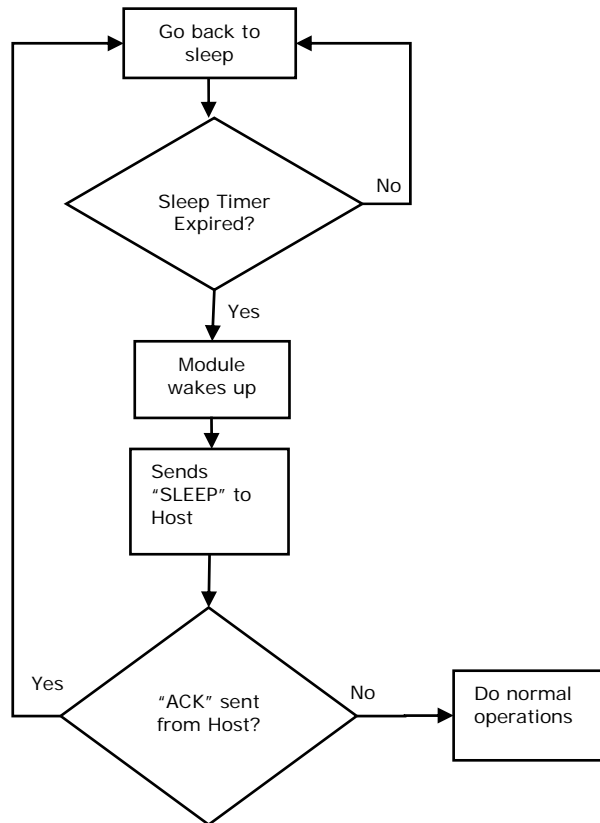 Go back to
sleep
No
Sleep Timer
Expired?
Yes
Module
wakes up
Sends
“SLEEP” to
Host
Yes
“ACK” sent
from Host?
No
Do normal
operations